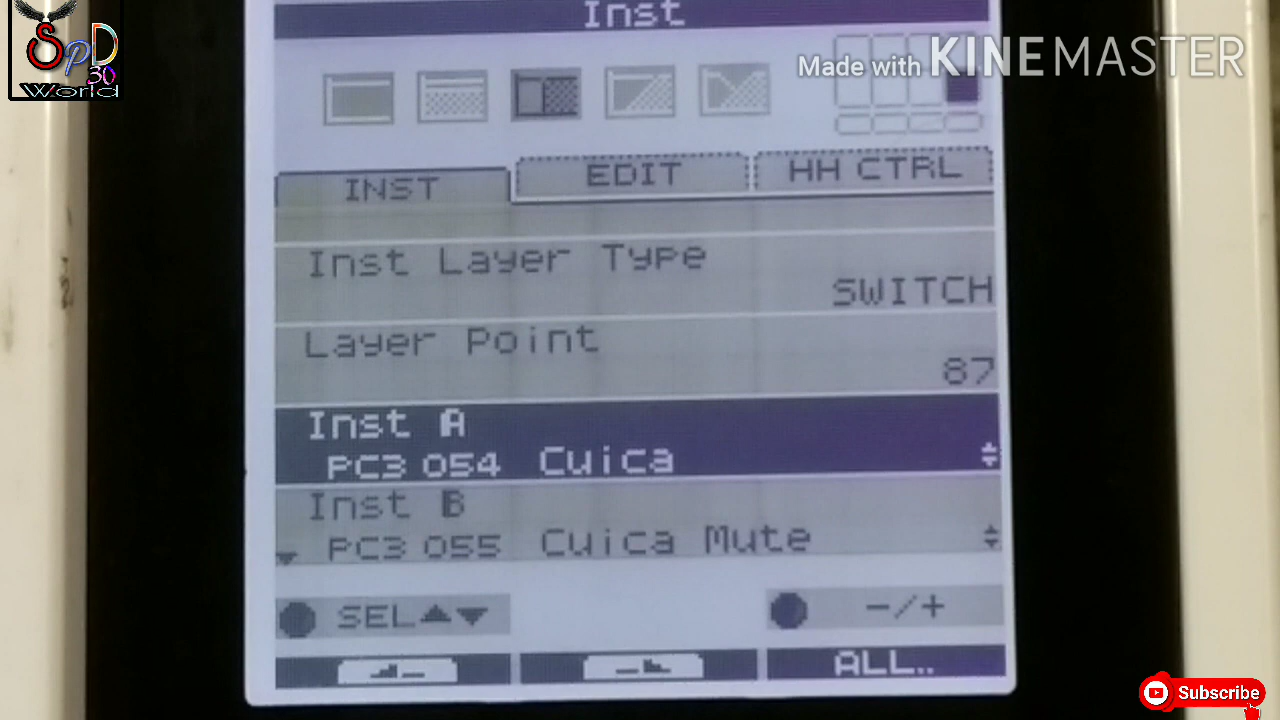 SPD
30
World
Inst
Made with KINEMASTER
INST EDIT HH CTRL
Inst Layer Type
SWITCH
Layer Point
87
Inst A
PC3 054 Cuica
Inst B
PC3 055 Cuica Mute
SEL▲▼ -/+
ALL..
Subscribe